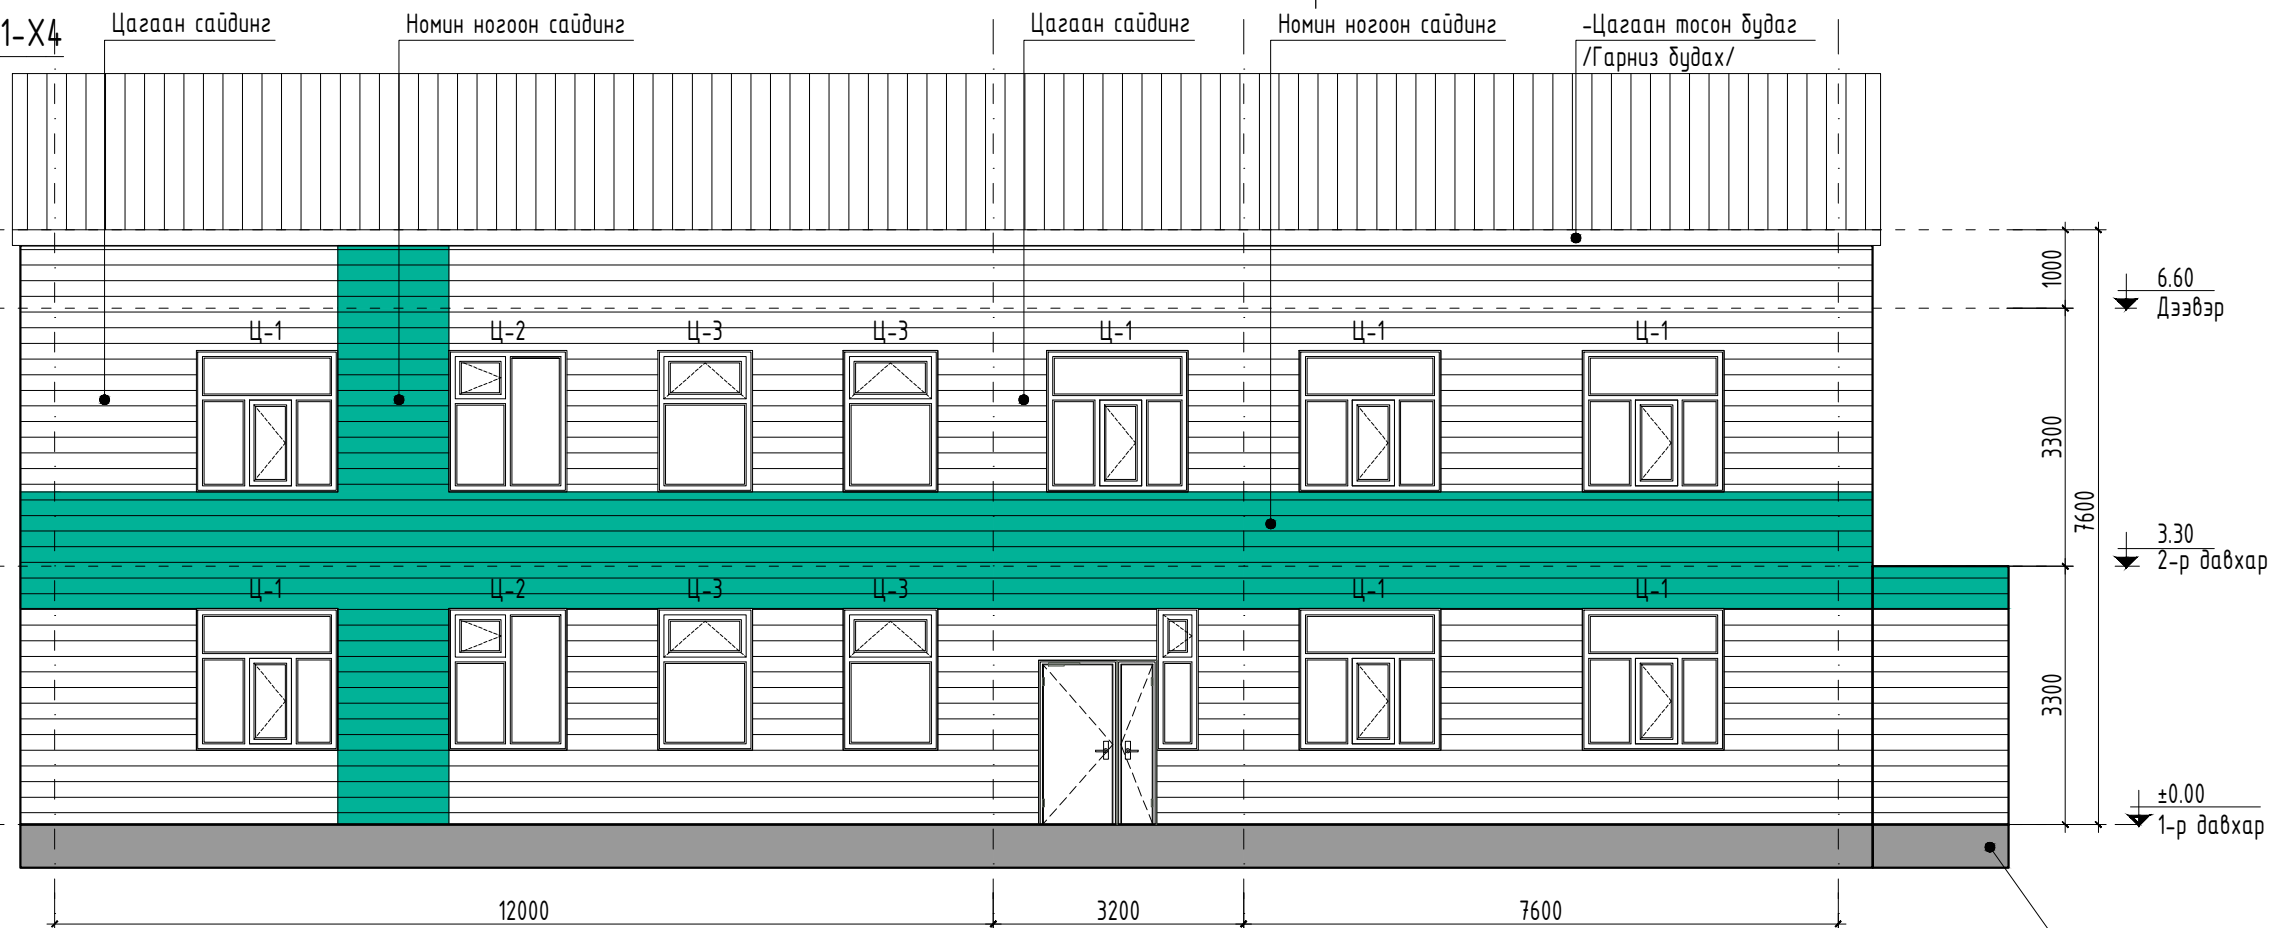 1-X4
Цагаан сайдинг
Номин ногоон сайдинг
Цагаан сайдинг
Номин ногоон сайдинг
-Цагаан тосон будаг
/Гарниз будах/
1000
6.60
Дээвэр
Ц-1
Ц-2
Ц-3
Ц-3
Ц-1
Ц-1
Ц-1
3300
7600
3.30
2-р давхар
Ц-1
Ц-2
Ц-3
Ц-3
Ц-1
Ц-1
3300
±0.00
1-р давхар
12000
3200
7600